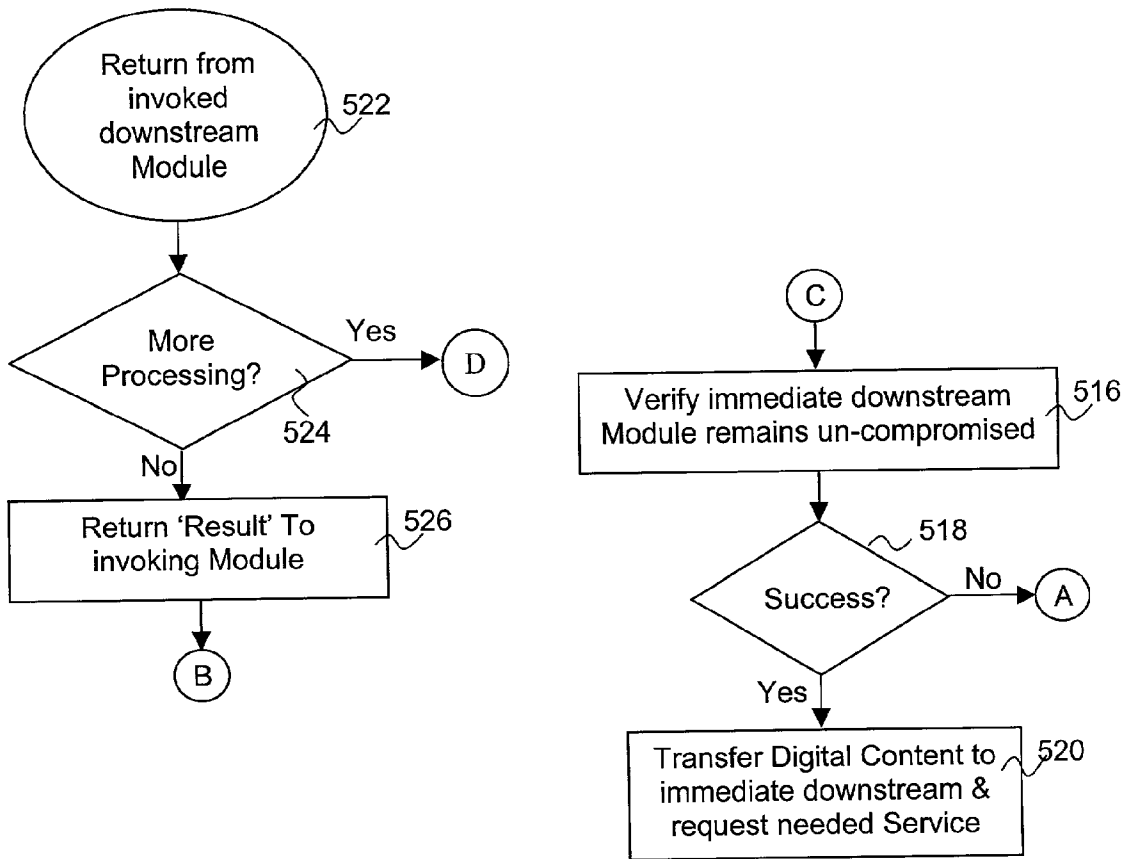 Return from
invoked
downstream
Module
522
More
Processing?
Yes
D
524
No
Return ‘Result’ To
invoking Module
526
B
C
Verify immediate downstream
Module remains un-compromised
516
518
Success?
No
A
Yes
Transfer Digital Content to
immediate downstream &
request needed Service
520